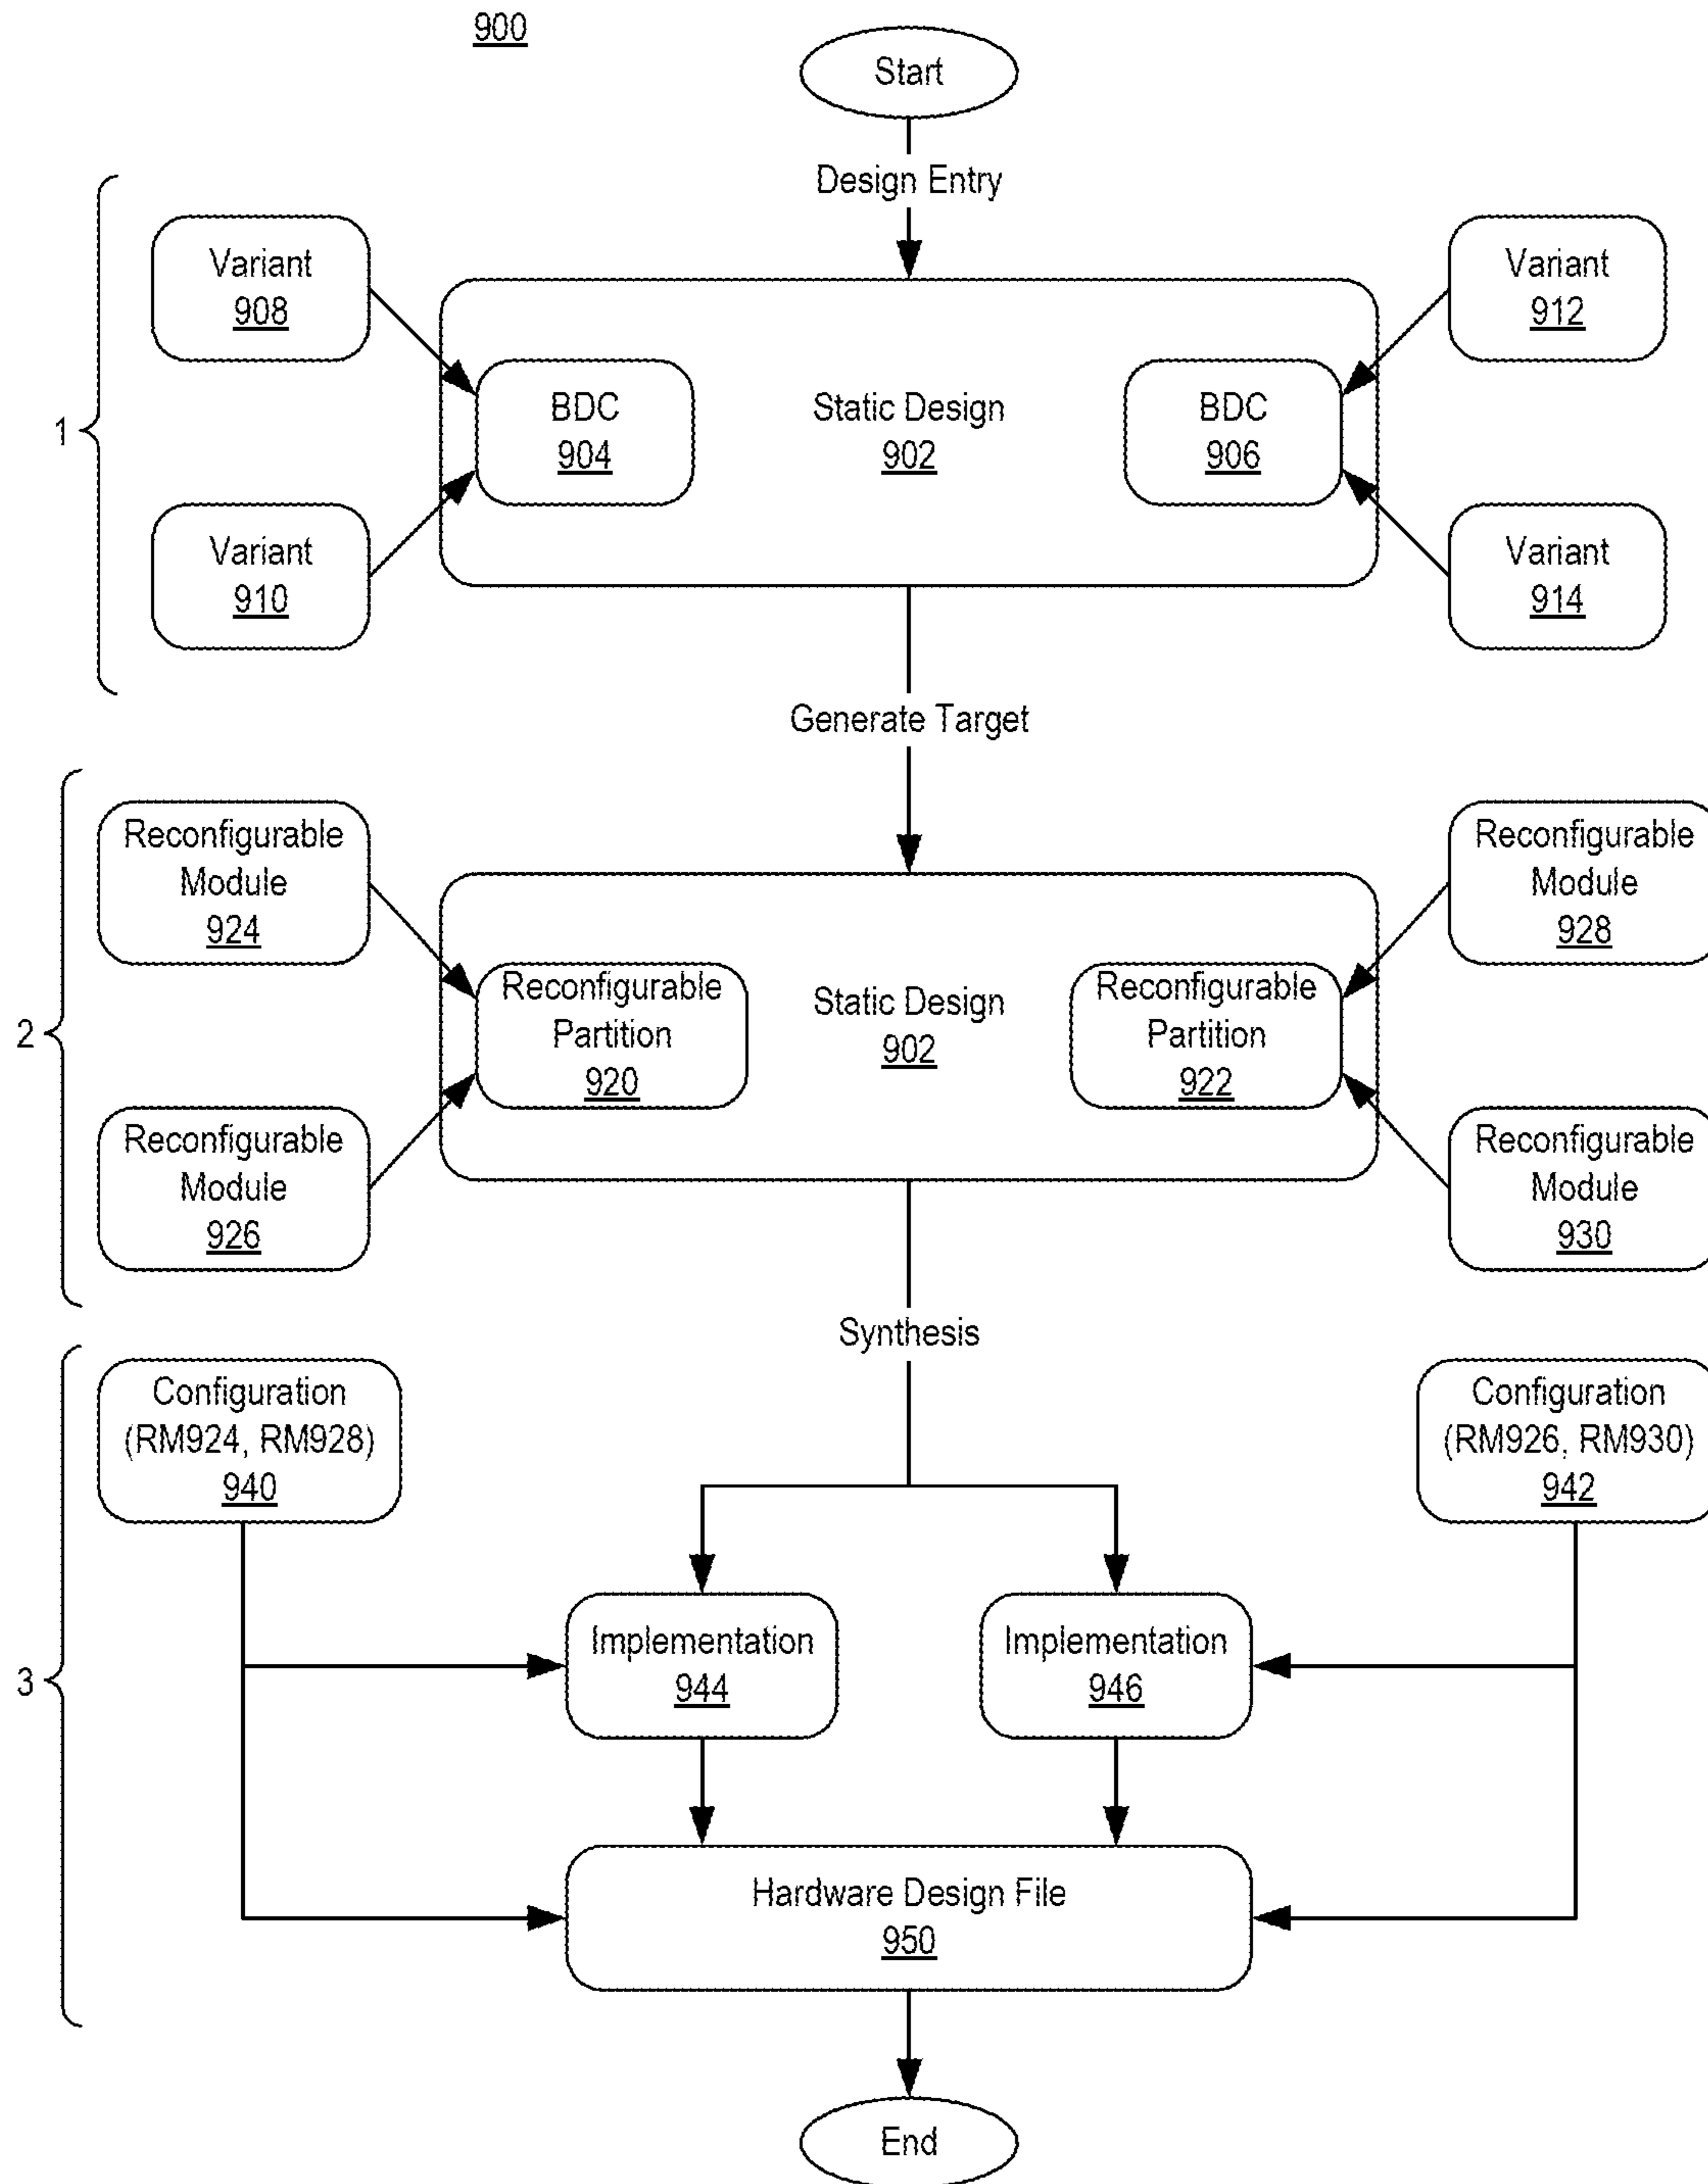 900
Start
Design Entry
1
Variant
908
Variant
910
BDC
904
Static Design
902
BDC
906
Variant
912
Variant
914
Generate Target
2
Reconfigurable
Module
924
Reconfigurable
Module
926
Reconfigurable
Partition
920
Static Design
902
Reconfigurable
Partition
922
Reconfigurable
Module
928
Reconfigurable
Module
930
Synthesis
3
Configuration
(RM924, RM928)
940
Configuration
(RM926, RM930)
942
Implementation
944
Implementation
946
Hardware Design File
950
End